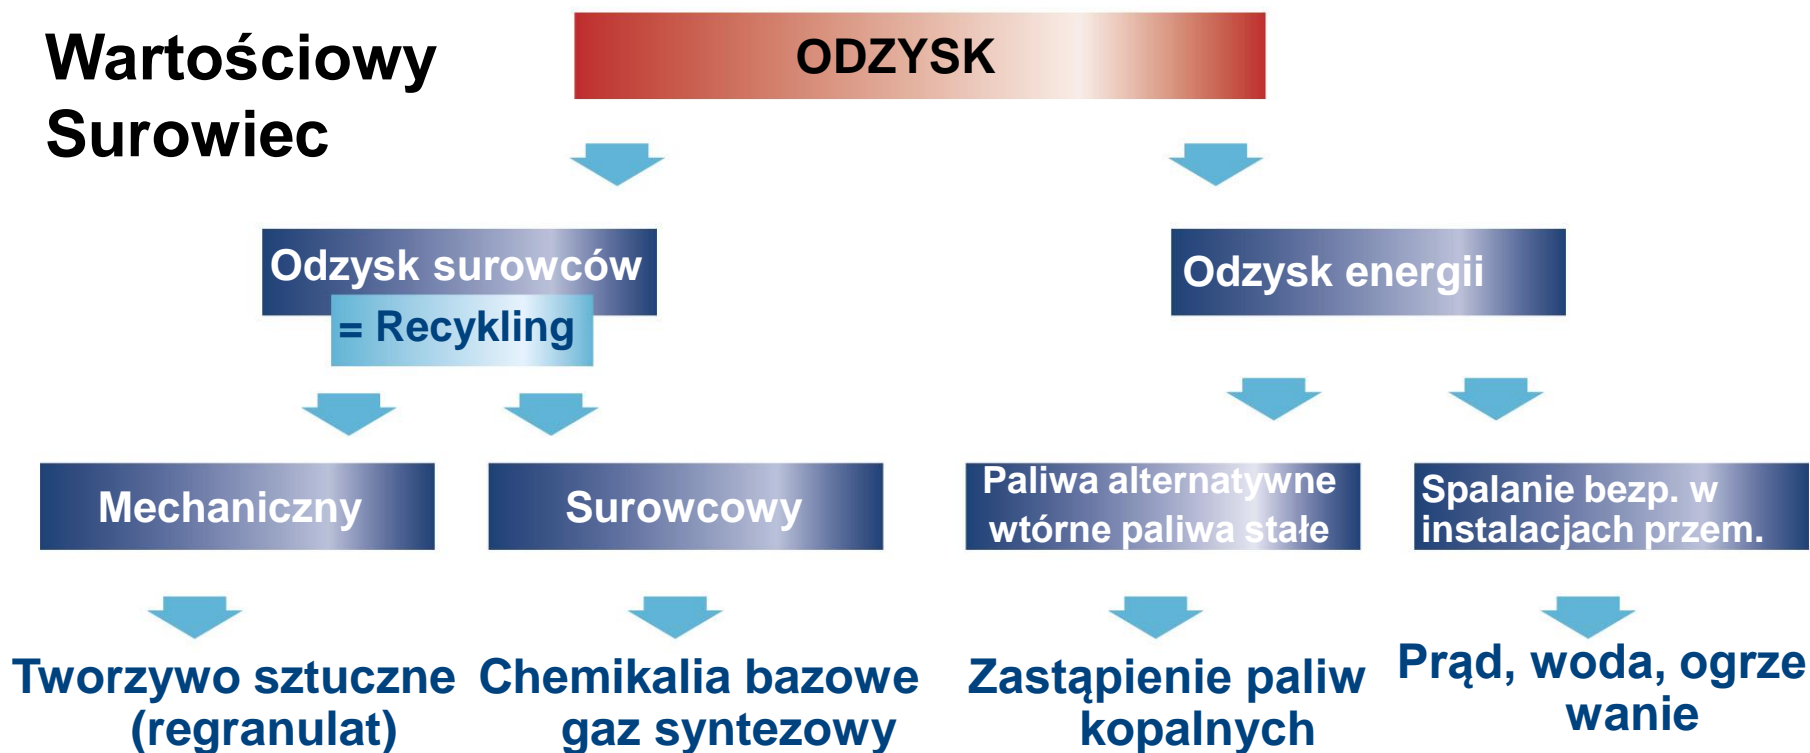 Wartościowy
Surowiec
ODZYSK
Odzysk surowców
= Recykling
Odzysk energii
Mechaniczny
Surowcowy
Paliwa alternatywne
wtórne paliwa stałe
Spalanie bezp. w
instalacjach przem.
Tworzywo sztuczne
(regranulat)
Chemikalia bazowe
gaz syntezowy
Zastąpienie paliw
kopalnych
Prąd, woda, ogrze
wanie